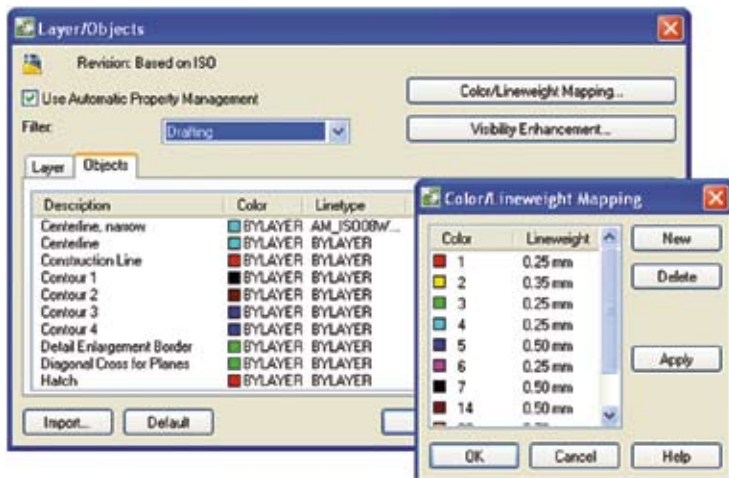 Layer/Objects
Revision: Based on ISO
Use Automatic Property Management
Color/Lineweight Mapping...
Filter:
Drafting
Visibility Enhancement...
Layer
Objects
Description Color Linetype
Centerline, narrow BYLAYER AM_ISO08W...
Centerline BYLAYER BYLAYER
Construction Line BYLAYER BYLAYER
Contour 1 BYLAYER BYLAYER
Contour 2 BYLAYER BYLAYER
Contour 3 BYLAYER BYLAYER
Contour 4 BYLAYER BYLAYER
Detail Enlargement Border BYLAYER BYLAYER
Diagonal Cross for Planes BYLAYER BYLAYER
Hatch BYLAYER BYLAYER
Import... Default
Color/Lineweight Mapping
Color Lineweight
1 0.25 mm
2 0.35 mm
3 0.25 mm
4 0.25 mm
5 0.50 mm
6 0.25 mm
7 0.50 mm
14 0.50 mm
New
Delete
Apply
OK Cancel Help